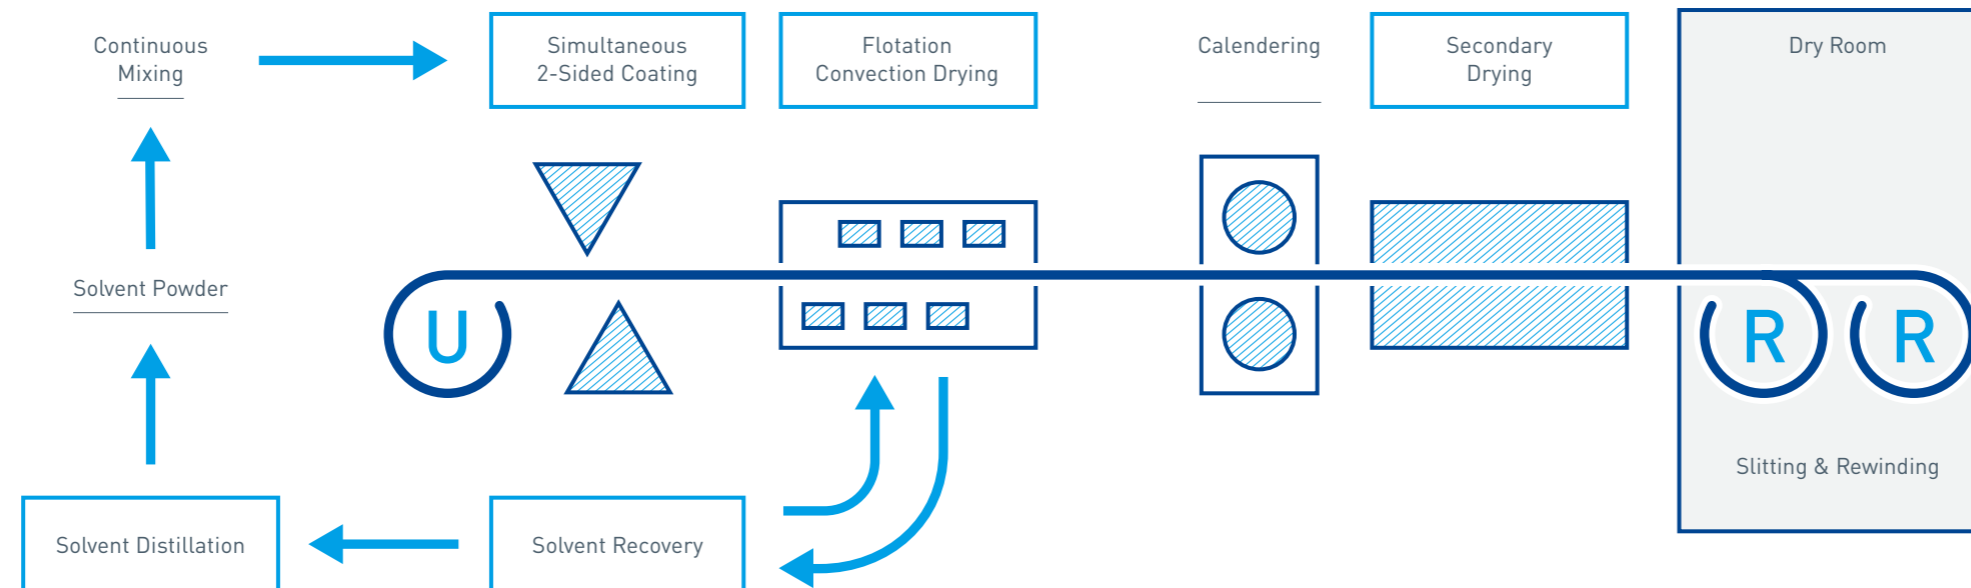 Continuous
Mixing
Simultaneous
2-Sided Coating
Flotation
Convection Drying
Calendering
Secondary
Drying
Dry Room
Solvent Powder
U
R
R
Slitting & Rewinding
Solvent Distillation
Solvent Recovery